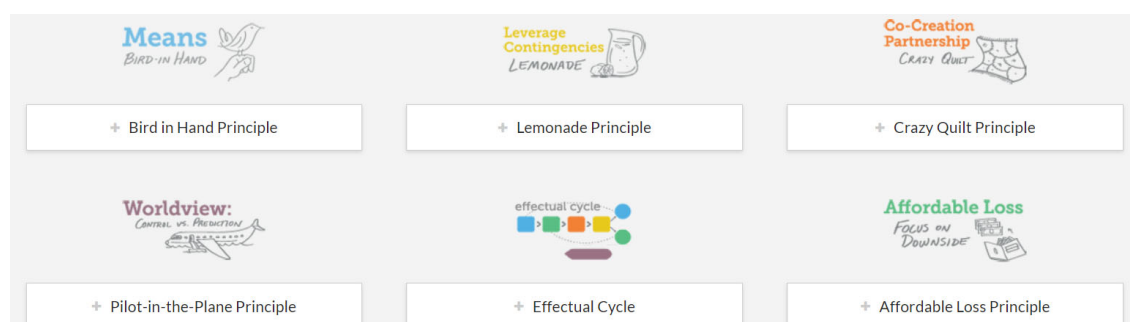 Means
BIRD-IN HAND
Leverage
Contingencies
LEMONADE
Co-Creation
Partnership
CRAZY QUILT
+ Bird in Hand Principle
+ Lemonade Principle
+ Crazy Quilt Principle
Worldview:
CONTROL VS. PREDICTION
effectual cycle
Affordable Loss
FOCUS ON
DOWNSIDE
+ Pilot-in-the-Plane Principle
+ Effectual Cycle
+ Affordable Loss Principle